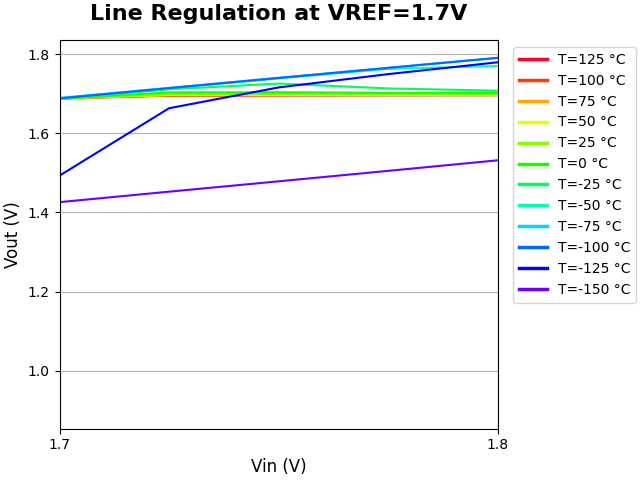 Line Regulation at VREF=1.7V
Vout (V)
1.8
1.6
1.4
1.2
1.0
1.7
1.8
Vin (V)
T=125 °C
T=100 °C
T=75 °C
T=50 °C
T=25 °C
T=0 °C
T=-25 °C
T=-50 °C
T=-75 °C
T=-100 °C
T=-125 °C
T=-150 °C